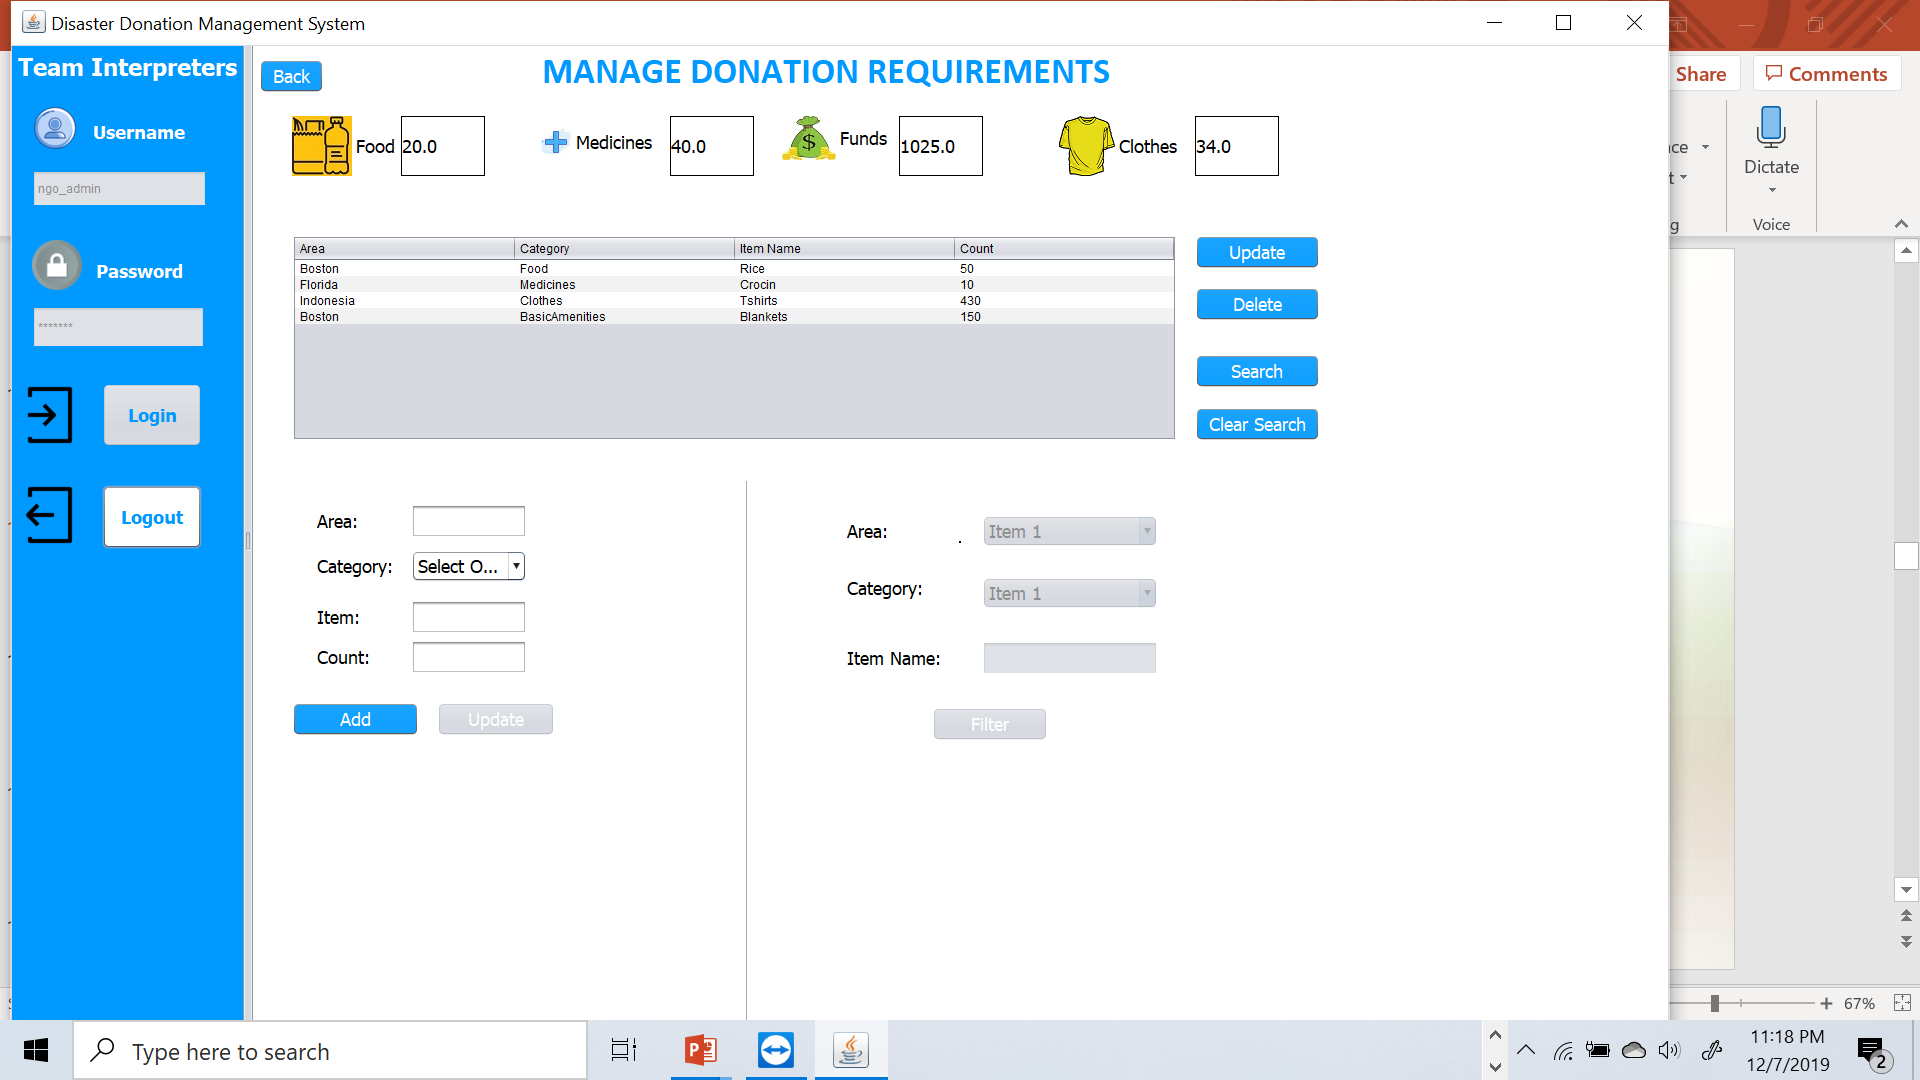 Disaster Donation Management System
Team Interpreters
Username
ngo_admin
Password
*******
Login
Logout
Back
MANAGE DONATION REQUIREMENTS
Food 20.0
Medicines 40.0
Funds 1025.0
Clothes 34.0
Area Category Item Name Count
Boston Food Rice 50
Florida Medicines Crocin 10
Indonesia Clothes Tshirts 430
Boston BasicAmenities Blankets 150
Update
Delete
Search
Clear Search
Area:
Category: Select O...
Item:
Count:
Add Update
Area: . Item 1
Category: Item 1
Item Name:
Filter
Share Comments
Dictate
Voice
67%
Type here to search
11:18 PM
12/7/2019
2